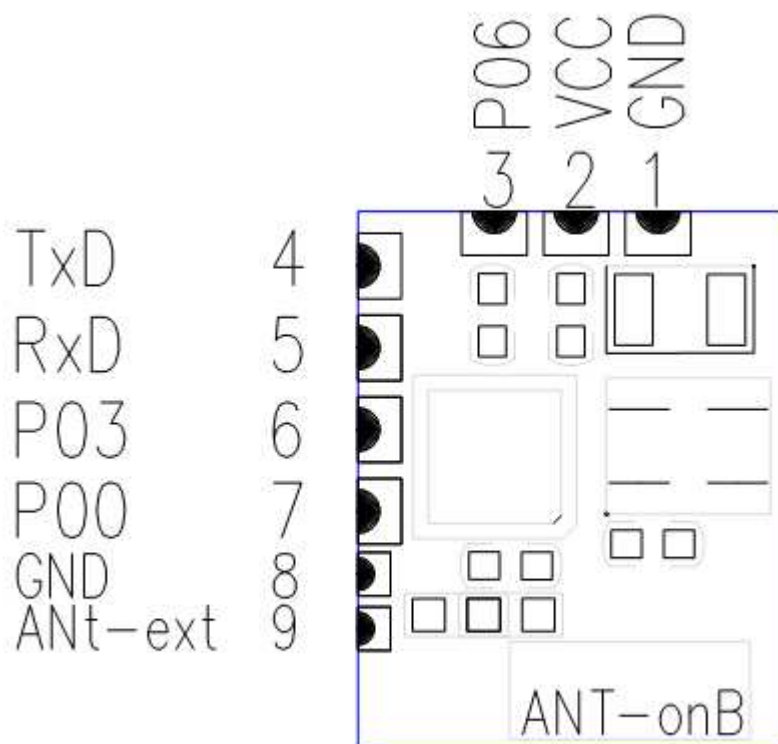 P06
VCC
GND
3 2 1
TxD 4
RxD 5
P03 6
P00 7
GND 8
ANt-ext 9
ANT-onB